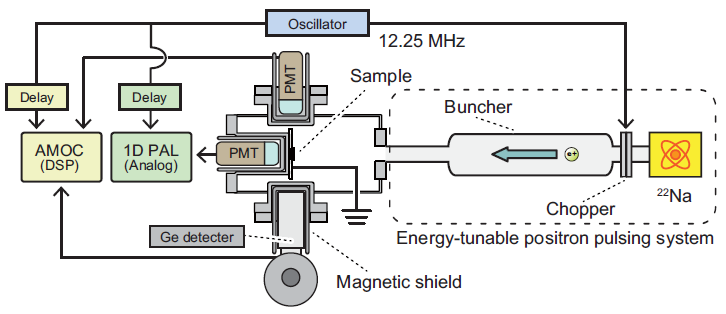 Oscillator
12.25 MHz
PMT
Sample
Delay
Delay
Buncher
AMOC
(DSP)
1D PAL
(Analog)
PMT
e+
22Na
Chopper
Ge detecter
Energy-tunable positron pulsing system
Magnetic shield